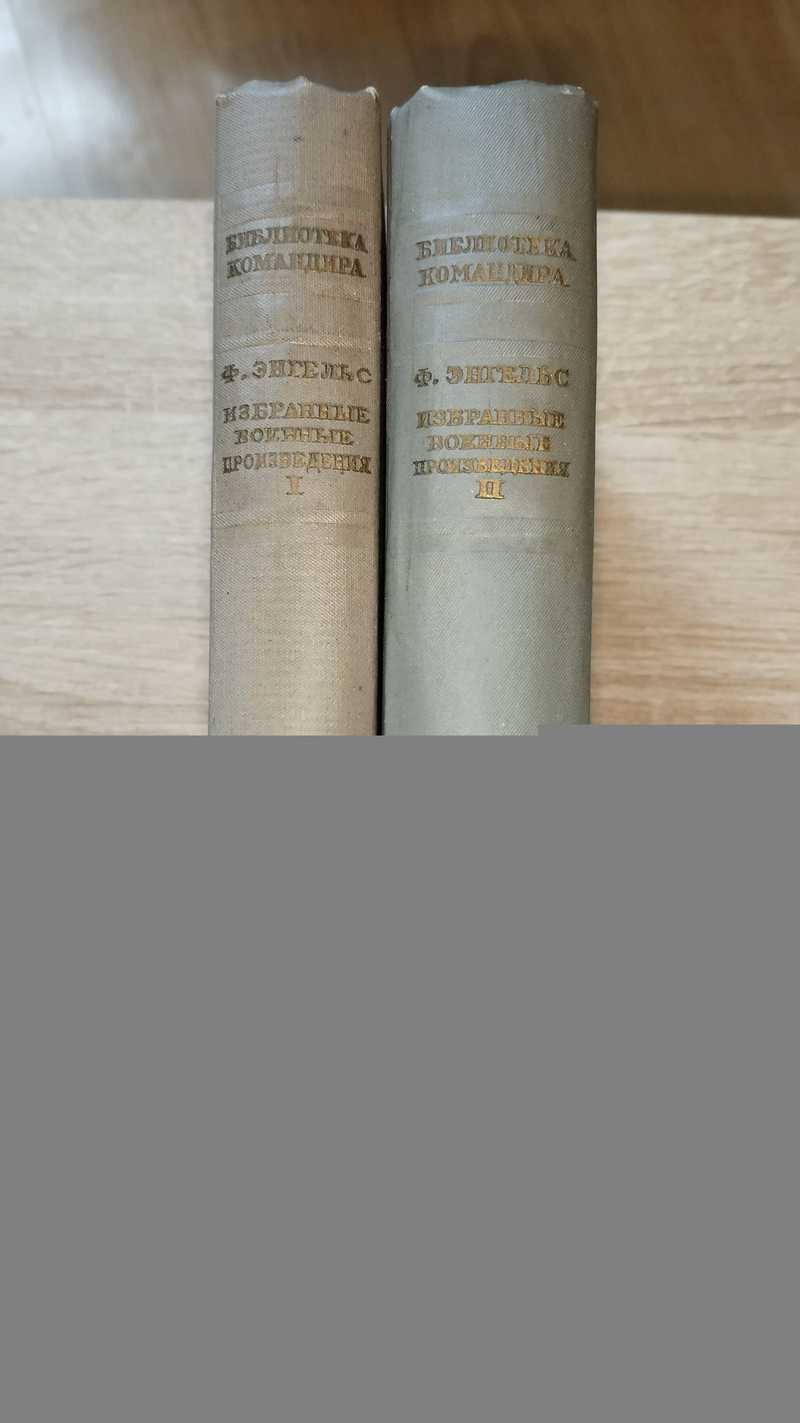 БИБЛИОТЕКА
КОМАНДИРА
Ф. ЭНГЕЛЬС
ИЗБРАННЫЕ
ВОЕННЫЕ
ПРОИЗВЕДЕНИЯ
I
БИБЛИОТЕКА
КОМАНДИРА
Ф. ЭНГЕЛЬС
ИЗБРАННЫЕ
ВОЕННЫЕ
ПРОИЗВЕДЕНИЯ
II